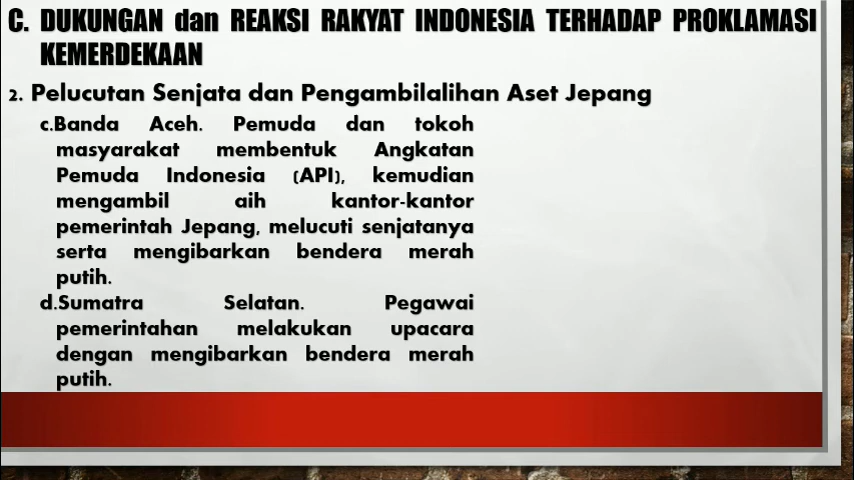 C. DUKUNGAN dan REAKSI RAKYAT INDONESIA TERHADAP PROKLAMASI
KEMERDEKAAN
2. Pelucutan Senjata dan Pengambilalihan Aset Jepang
c.Banda Aceh. Pemuda dan tokoh
masyarakat membentuk Angkatan
Pemuda Indonesia (API), kemudian
mengambil aih kantor-kantor
pemerintah Jepang, melucuti senjatanya
serta mengibarkan bendera merah
putih.
d.Sumatra Selatan. Pegawai
pemerintahan melakukan upacara
dengan mengibarkan bendera merah
putih.